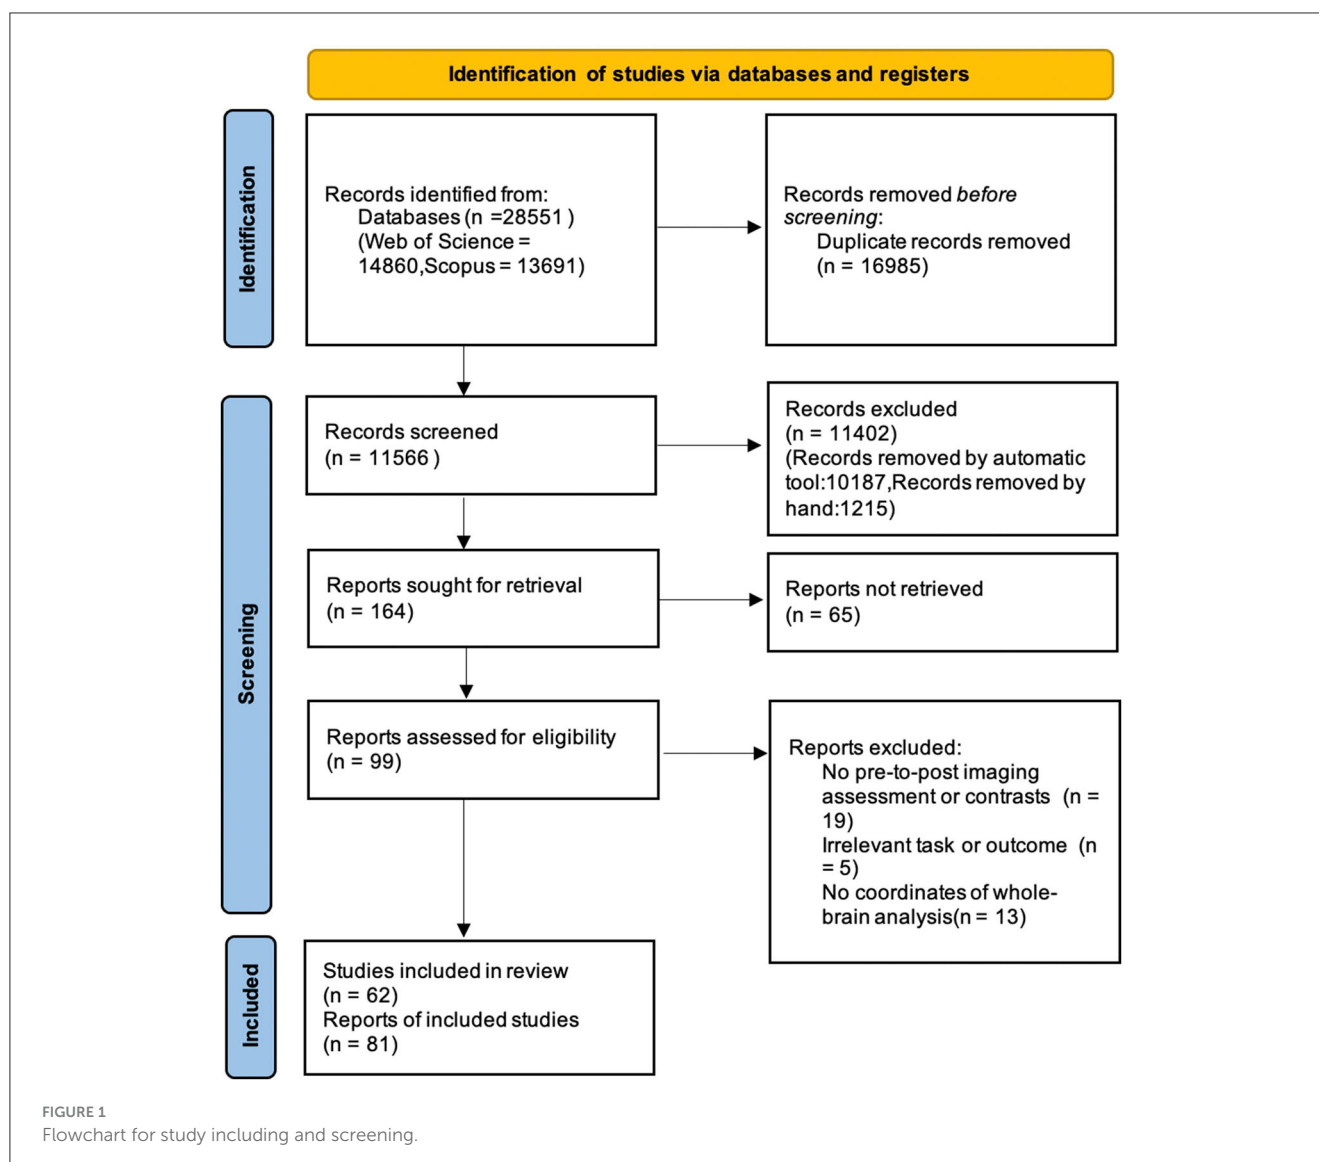 Identification of studies via databases and registers
Identification
Records identified from:
Databases (n =28551 )
(Web of Science =
14860,Scopus = 13691)
Records removed before
screening:
Duplicate records removed
(n = 16985)
Screening
Records screened
(n = 11566 )
Records excluded
(n = 11402)
(Records removed by automatic
tool:10187,Records removed by
hand:1215)
Reports sought for retrieval
(n = 164)
Reports not retrieved
(n = 65)
Reports assessed for eligibility
(n = 99)
Reports excluded:
No pre-to-post imaging
assessment or contrasts (n =
19)
Irrelevant task or outcome (n
= 5)
No coordinates of whole-
brain analysis(n = 13)
Included
Studies included in review
(n = 62)
Reports of included studies
(n = 81)
FIGURE 1
Flowchart for study including and screening.